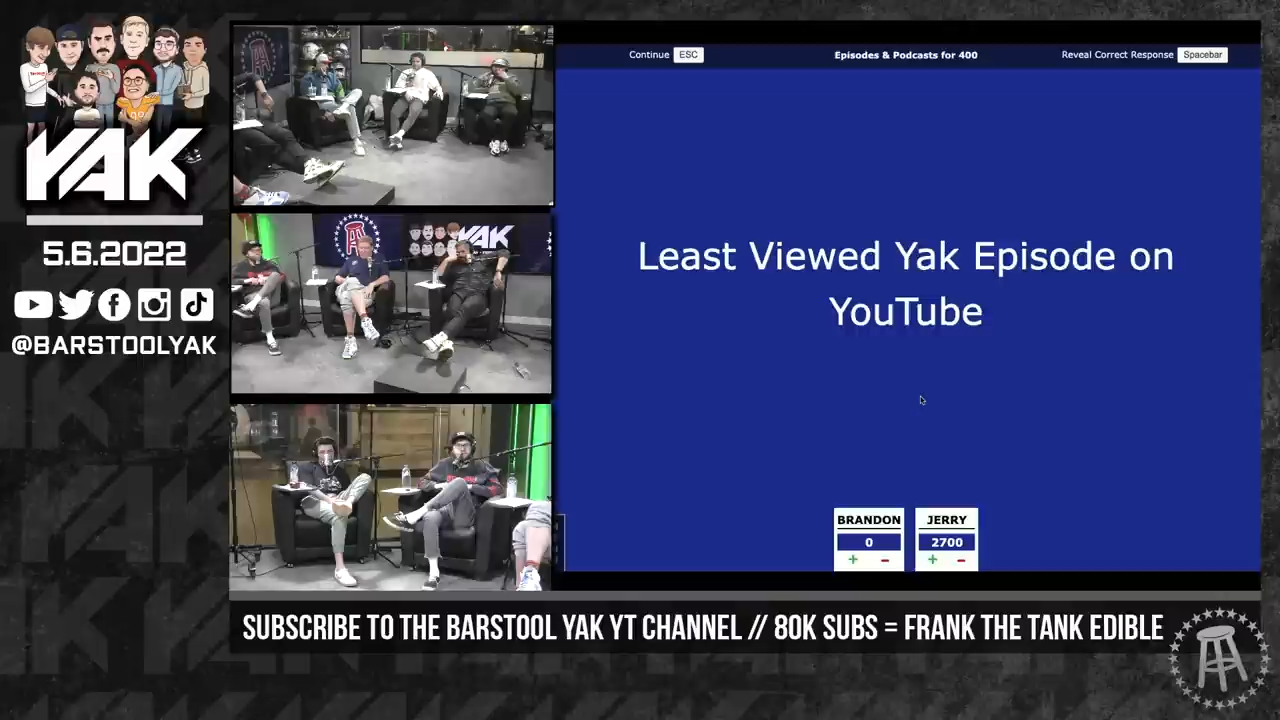 YAK
5.6.2022
@BARSTOOLYAK
YAK
Continue ESC
Episodes & Podcasts for 400
Reveal Correct Response Spacebar
Least Viewed Yak Episode on
YouTube
BRANDON
0
+ −
JERRY
2700
+ −
SUBSCRIBE TO THE BARSTOOL YAK YT CHANNEL // 80K SUBS = FRANK THE TANK EDIBLE